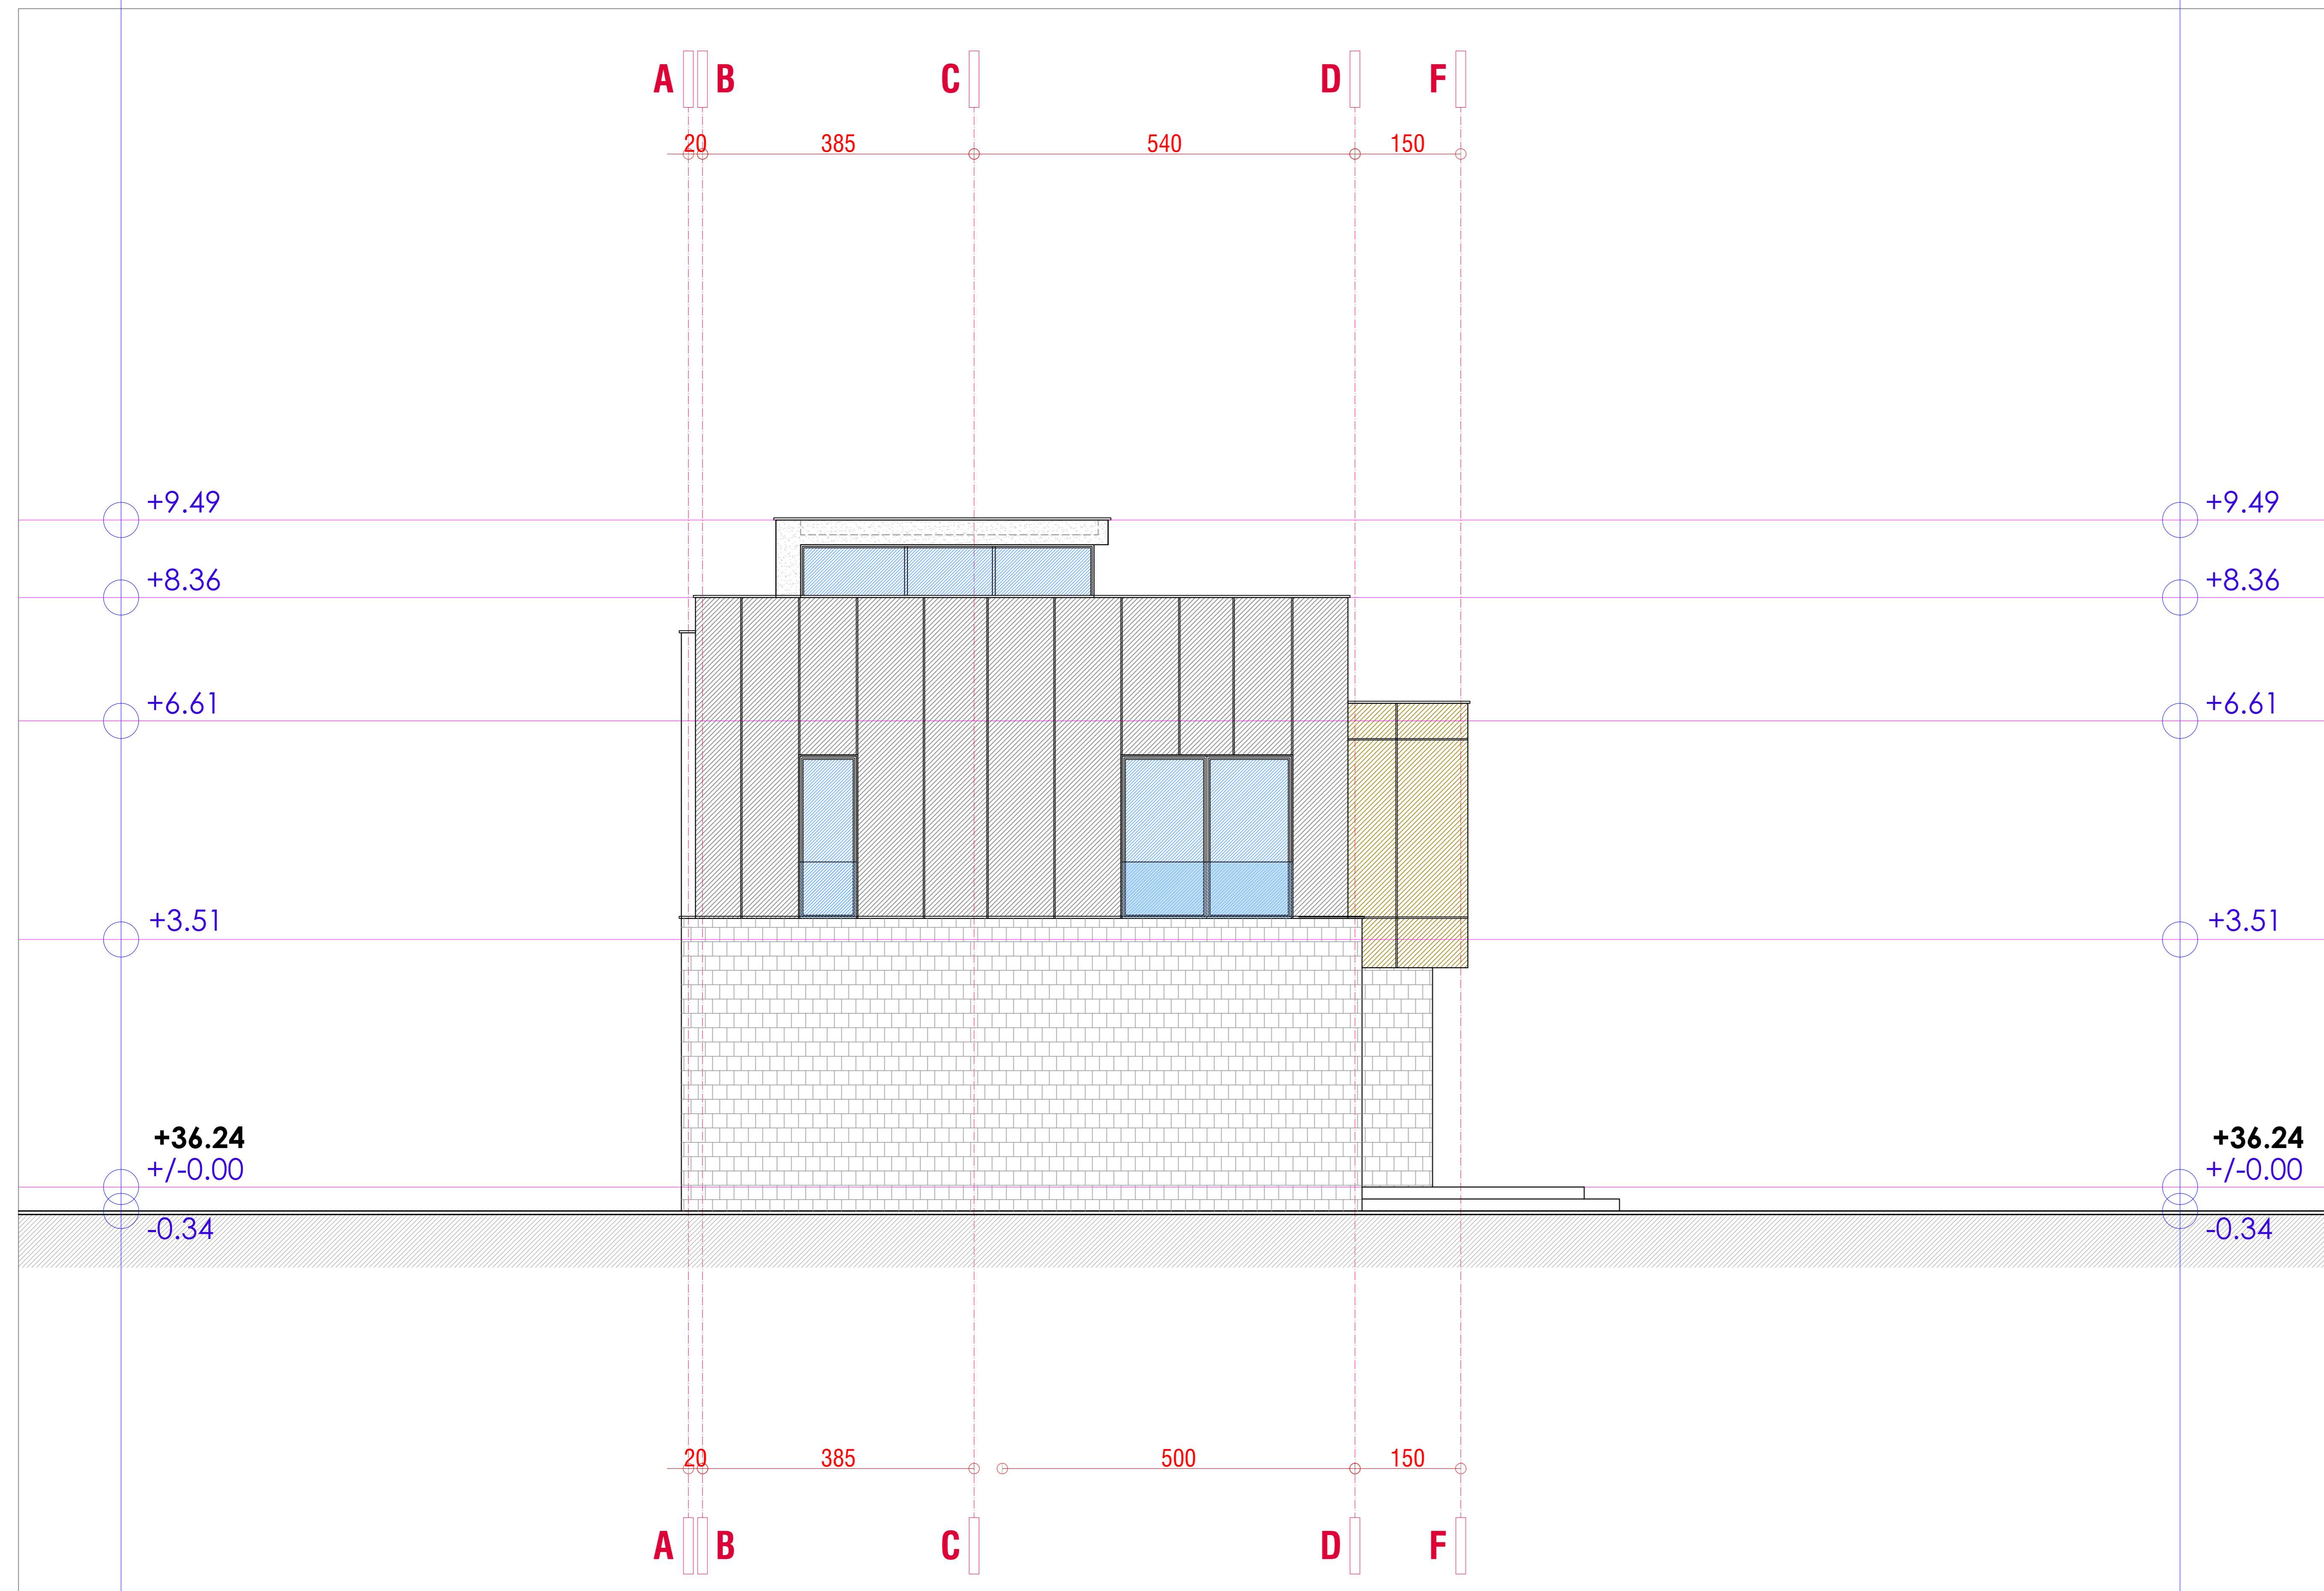 A B C D F
20 385 540 150
+9.49 +9.49
+8.36 +8.36
+6.61 +6.61
+3.51 +3.51
+36.24 +36.24
+/-0.00 +/-0.00
-0.34 -0.34
20 385 500 150
A B C D F